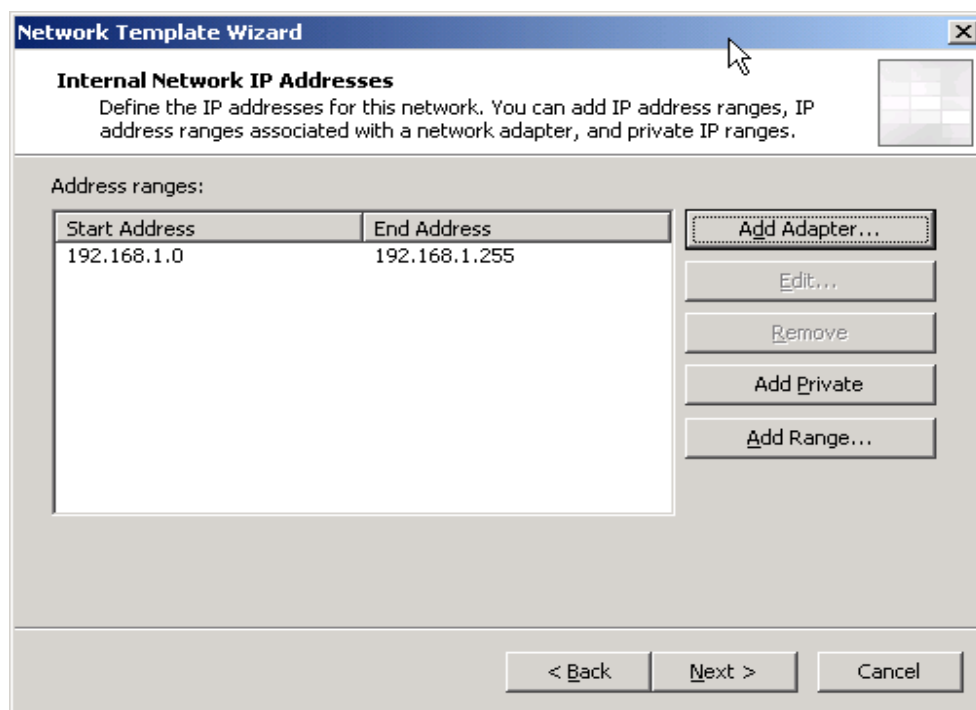 Network Template Wizard
Internal Network IP Addresses
Define the IP addresses for this network. You can add IP address ranges, IP
address ranges associated with a network adapter, and private IP ranges.
Address ranges:
Start Address End Address
192.168.1.0 192.168.1.255
Add Adapter...
Edit...
Remove
Add Private
Add Range...
< Back Next > Cancel